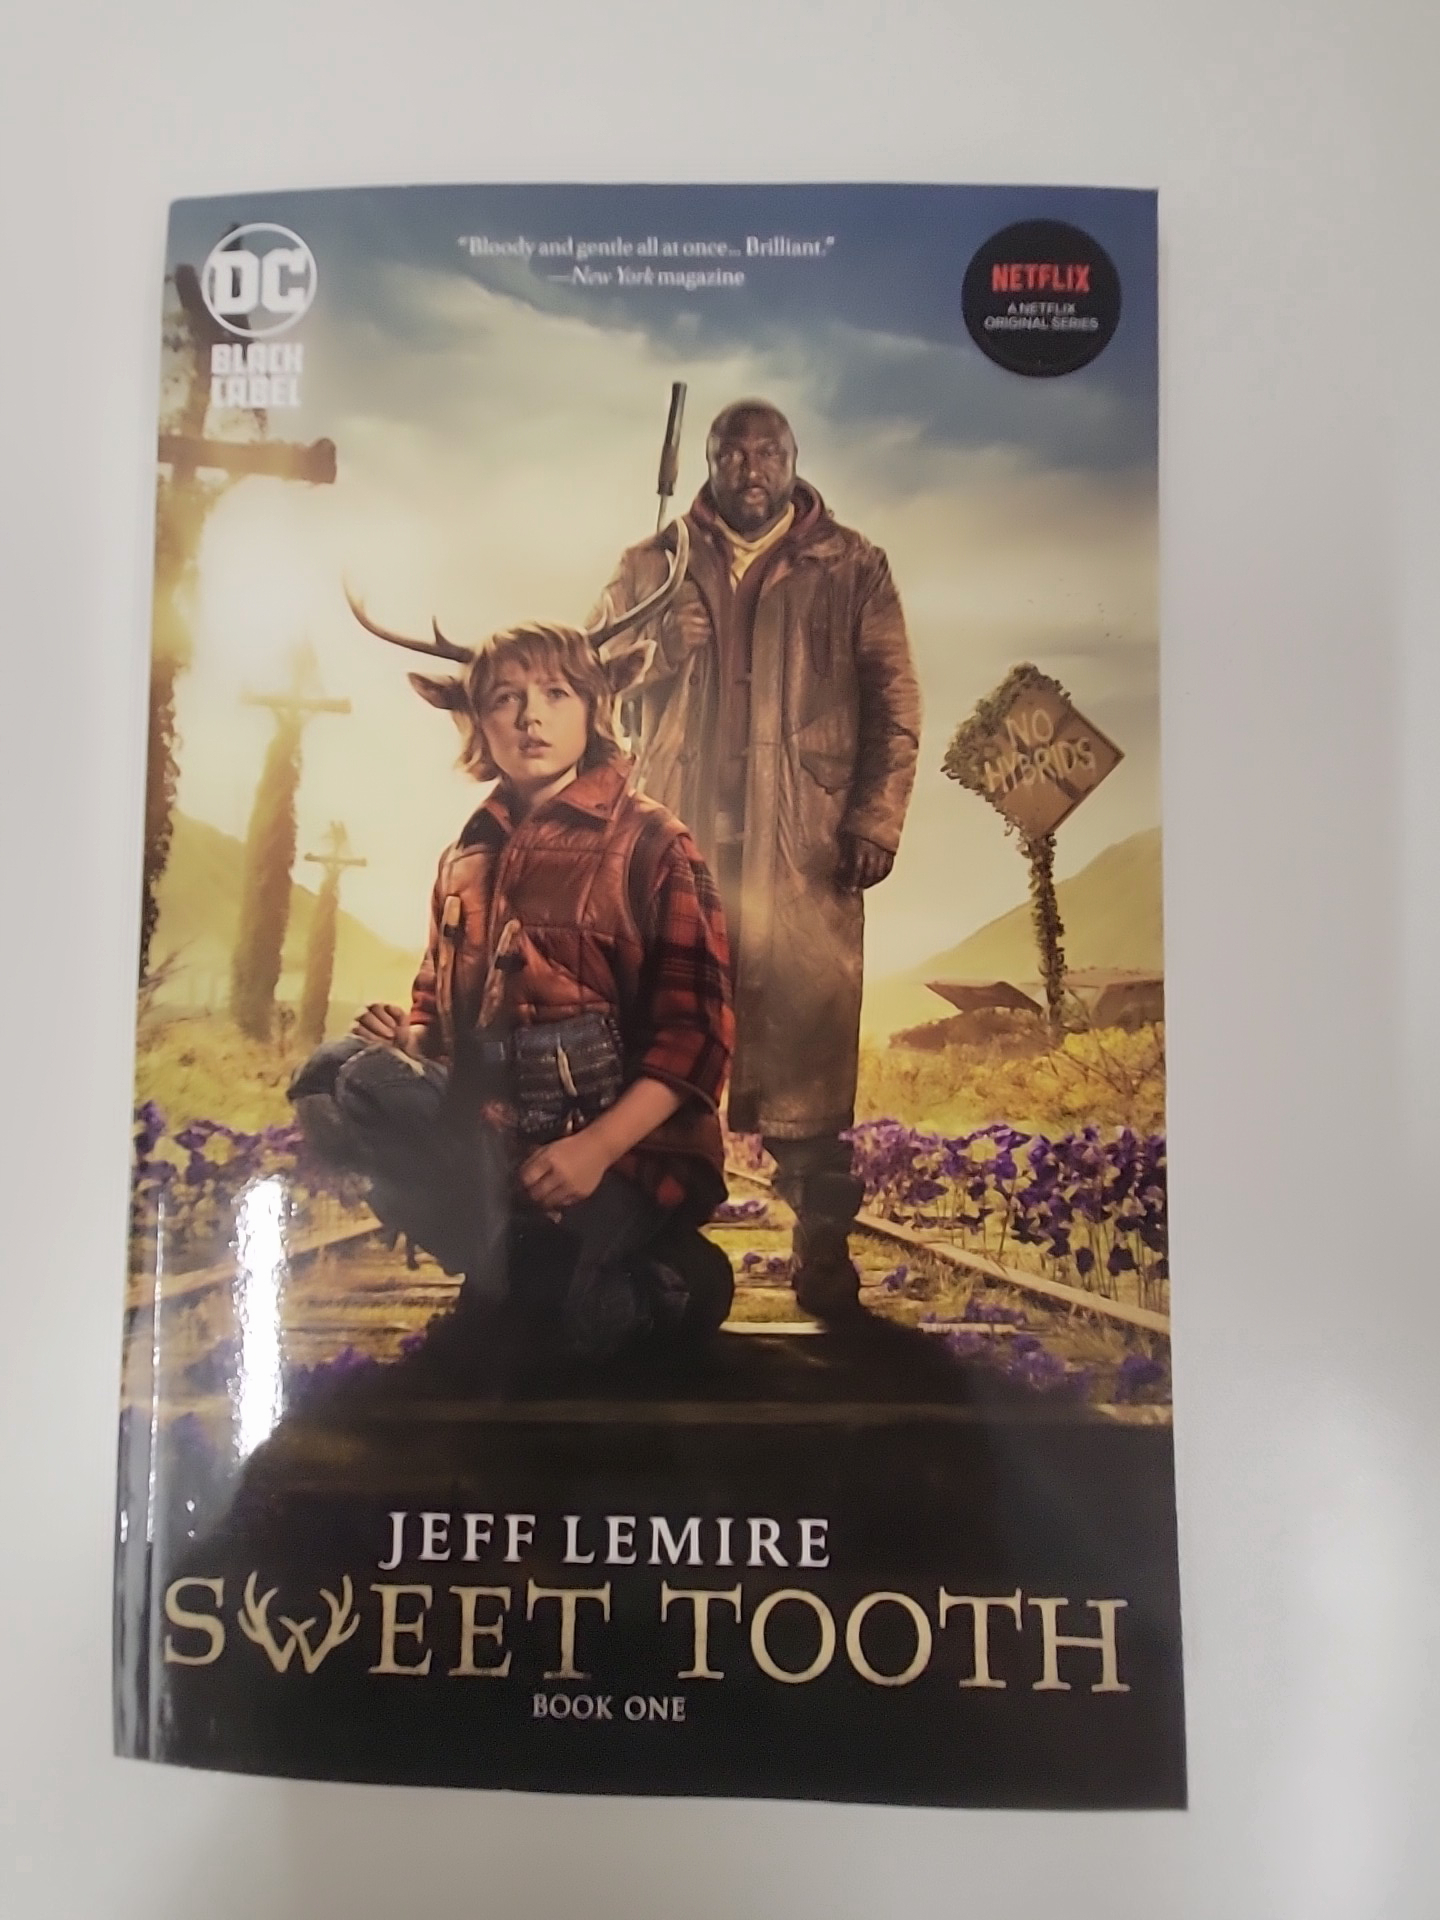 DC
BLACK
LABEL
"Bloody and gentle all at once... Brilliant."
—New York magazine
NETFLIX
A NETFLIX
ORIGINAL SERIES
NO
HYBRIDS
JEFF LEMIRE
SWEET TOOTH
BOOK ONE